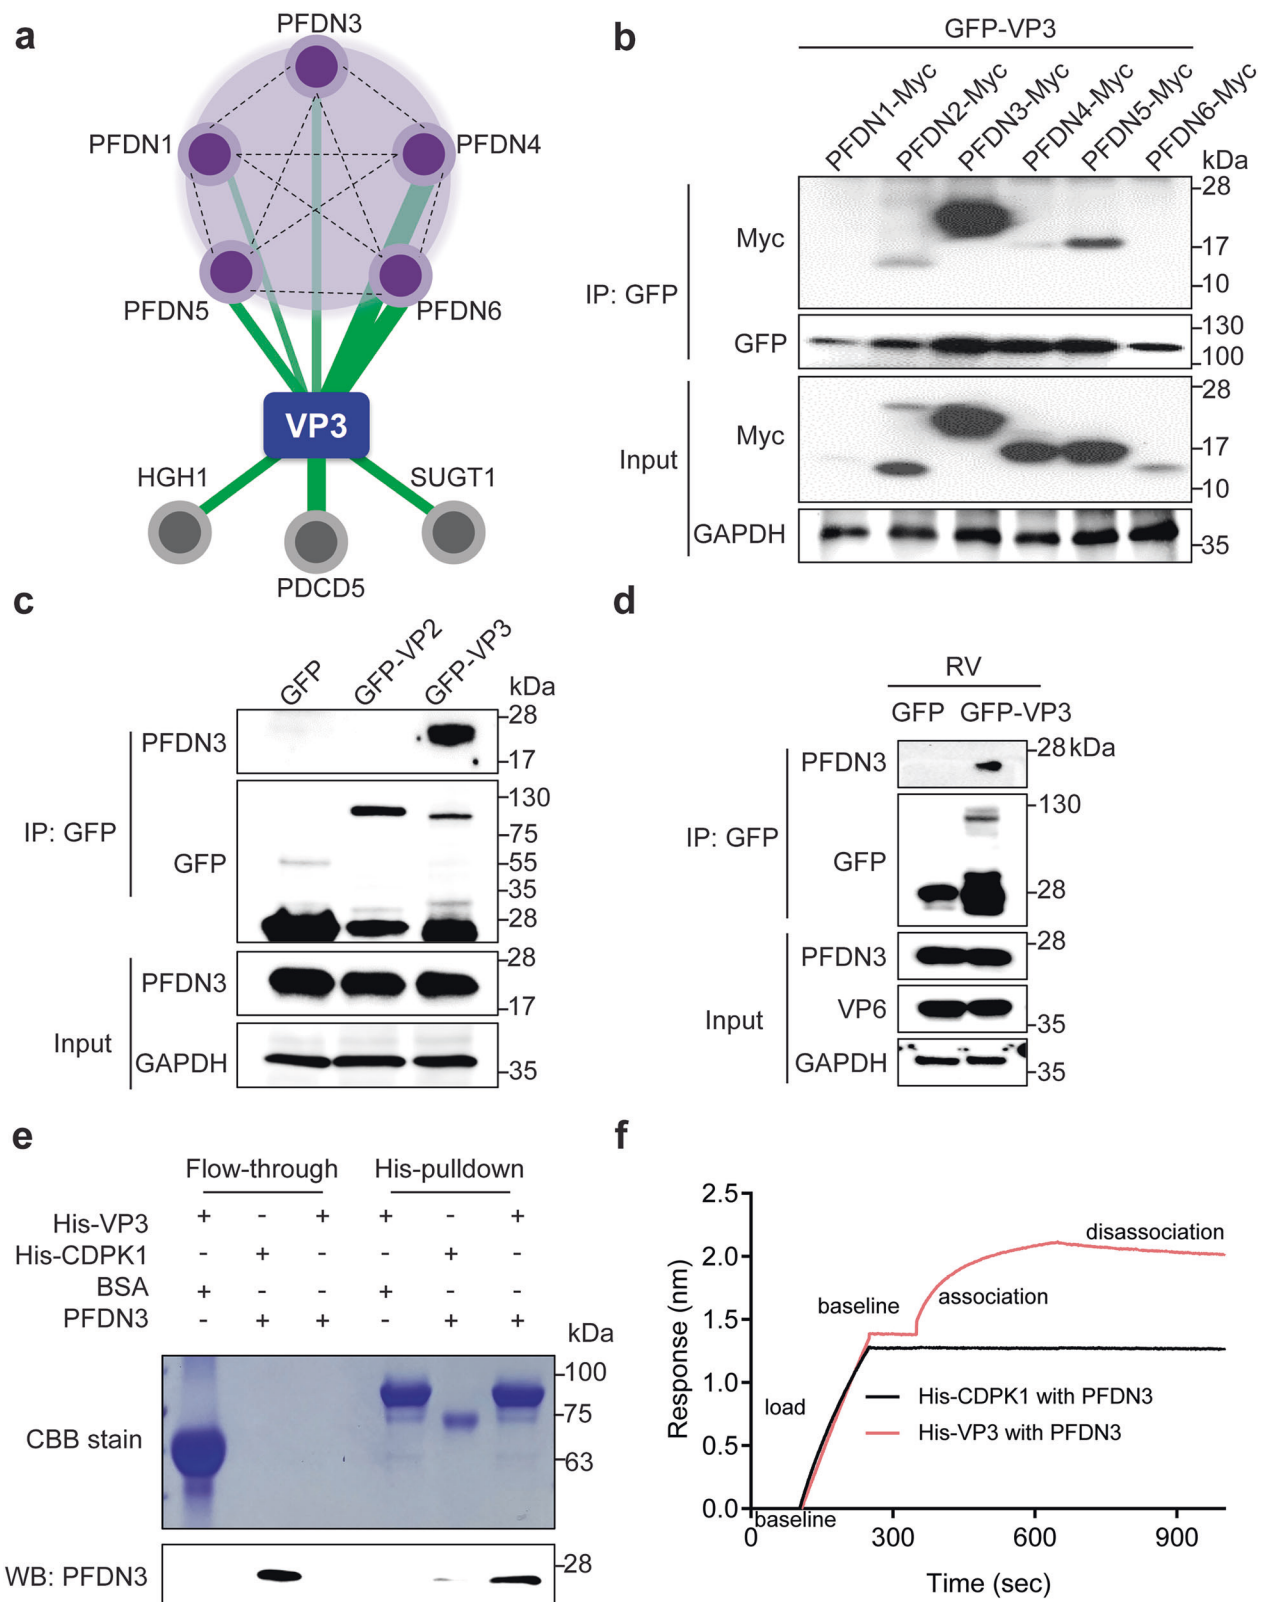 a
PFDN3
PFDN1
PFDN4
PFDN5
PFDN6
VP3
HGH1
SUGT1
PDCD5
b
GFP-VP3
PFDN1-Myc
PFDN2-Myc
PFDN3-Myc
PFDN4-Myc
PFDN5-Myc
PFDN6-Myc
kDa
IP: GFP
Myc
28
17
10
GFP
130
100
Input
Myc
28
17
10
GAPDH
35
c
GFP
GFP-VP2
GFP-VP3
kDa
IP: GFP
PFDN3
28
17
GFP
130
75
55
35
28
Input
PFDN3
28
17
GAPDH
35
d
RV
GFP GFP-VP3
IP: GFP
PFDN3
28 kDa
GFP
130
28
Input
PFDN3
28
VP6
35
GAPDH
35
e
Flow-through His-pulldown
His-VP3 + - + + - +
His-CDPK1 - + - - + -
BSA + - - + - -
PFDN3 - + + - + +
kDa
CBB stain
100
75
63
WB: PFDN3
28
f
Response (nm)
2.5
2.0
1.5
1.0
0.5
0.0
disassociation
baseline
association
load
His-CDPK1 with PFDN3
His-VP3 with PFDN3
baseline
0 300 600 900
Time (sec)